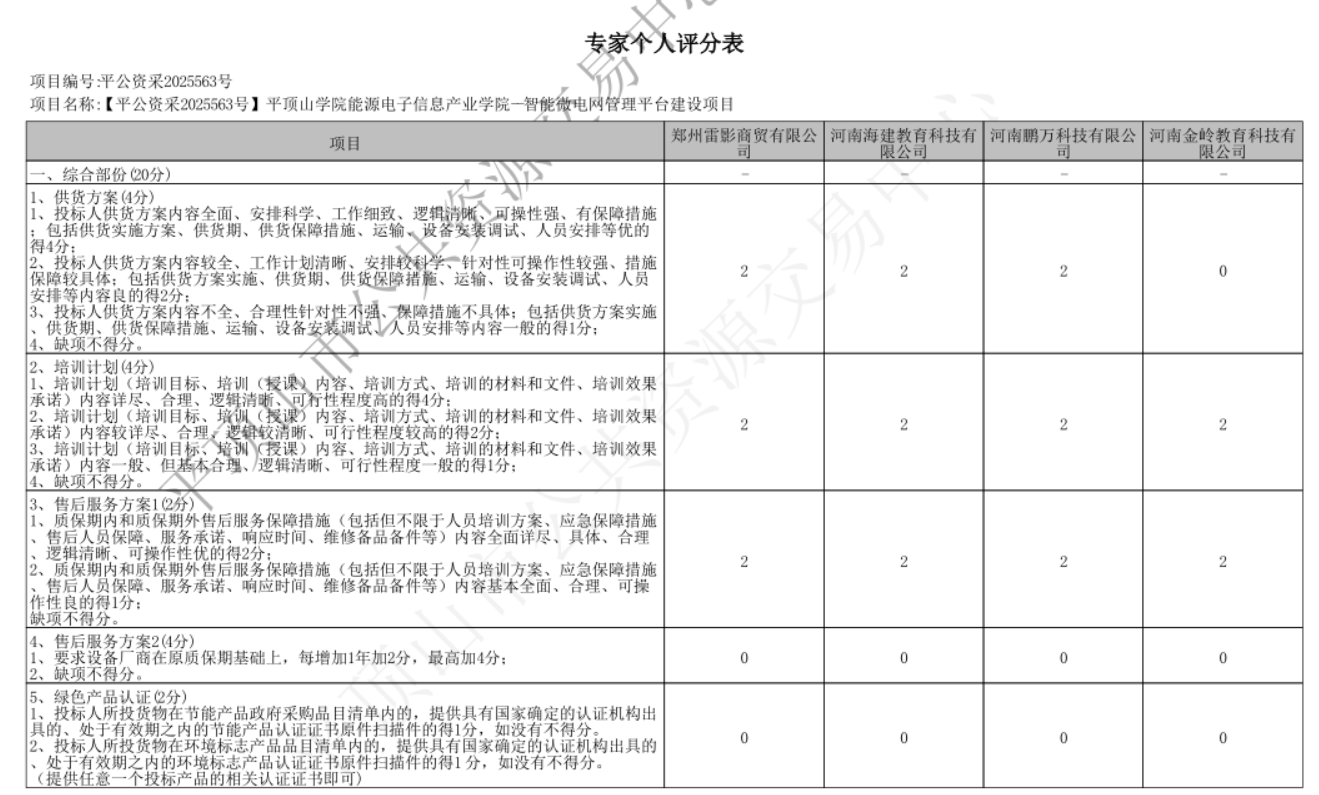 专家个人评分表
项目编号:平公资采2025563号
项目名称:【平公资采2025563号】平顶山学院能源电子信息产业学院—智能微电网管理平台建设项目
项目
郑州雷影商贸有限公
司
河南海建教育科技有
限公司
河南鹏万科技有限公
司
河南金岭教育科技有
限公司
一、综合部份(20分)
-
-
-
-
1、供货方案(4分)
1、投标人供货方案内容全面、安排科学、工作细致、逻辑清晰、可操性强、有保障措施
；包括供货实施方案、供货期、供货保障措施、运输、设备安装调试、人员安排等优的
得4分；
2、投标人供货方案内容较全、工作计划清晰、安排较科学、针对性可操作性较强、措施
保障较具体；包括供货方案实施、供货期、供货保障措施、运输、设备安装调试、人员
安排等内容良的得2分；
3、投标人供货方案内容不全、合理性针对性不强、保障措施不具体；包括供货方案实施
、供货期、供货保障措施、运输、设备安装调试、人员安排等内容一般的得1分；
4、缺项不得分。
2
2
2
0
2、培训计划(4分)
1、培训计划（培训目标、培训（授课）内容、培训方式、培训的材料和文件、培训效果
承诺）内容详尽、合理、逻辑清晰、可行性程度高的得4分；
2、培训计划（培训目标、培训（授课）内容、培训方式、培训的材料和文件、培训效果
承诺）内容较详尽、合理、逻辑较清晰、可行性程度较高的得2分；
3、培训计划（培训目标、培训（授课）内容、培训方式、培训的材料和文件、培训效果
承诺）内容一般、但基本合理、逻辑清晰、可行性程度一般的得1分；
4、缺项不得分。
2
2
2
2
3、售后服务方案1(2分)
1、质保期内和质保期外售后服务保障措施（包括但不限于人员培训方案、应急保障措施
、售后人员保障、服务承诺、响应时间、维修备品备件等）内容全面详尽、具体、合理
、逻辑清晰、可操作性优的得2分；
2、质保期内和质保期外售后服务保障措施（包括但不限于人员培训方案、应急保障措施
、售后人员保障、服务承诺、响应时间、维修备品备件等）内容基本全面、合理、可操
作性良的得1分；
缺项不得分。
2
2
2
2
4、售后服务方案2(4分)
1、要求设备厂商在原质保期基础上，每增加1年加2分，最高加4分；
2、缺项不得分。
0
0
0
0
5、绿色产品认证(2分)
1、投标人所投货物在节能产品政府采购品目清单内的，提供具有国家确定的认证机构出
具的、处于有效期之内的节能产品认证证书原件扫描件的得1分，如没有不得分。
2、投标人所投货物在环境标志产品品目清单内的，提供具有国家确定的认证机构出具的
、处于有效期之内的环境标志产品认证证书原件扫描件的得1分，如没有不得分。
（提供任意一个投标产品的相关认证证书即可)
0
0
0
0
平顶山市公共资源交易中心
顶山市公共资源交易中心